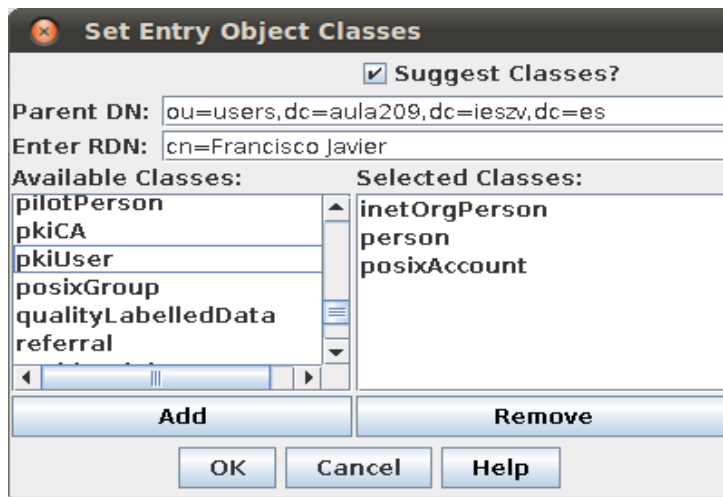 Set Entry Object Classes
Suggest Classes?
Parent DN: ou=users,dc=aula209,dc=ieszv,dc=es
Enter RDN: cn=Francisco Javier
Available Classes:
pilotPerson
pkiCA
pkiUser
posixGroup
qualityLabelledData
referral
Selected Classes:
inetOrgPerson
person
posixAccount
Add
Remove
OK
Cancel
Help